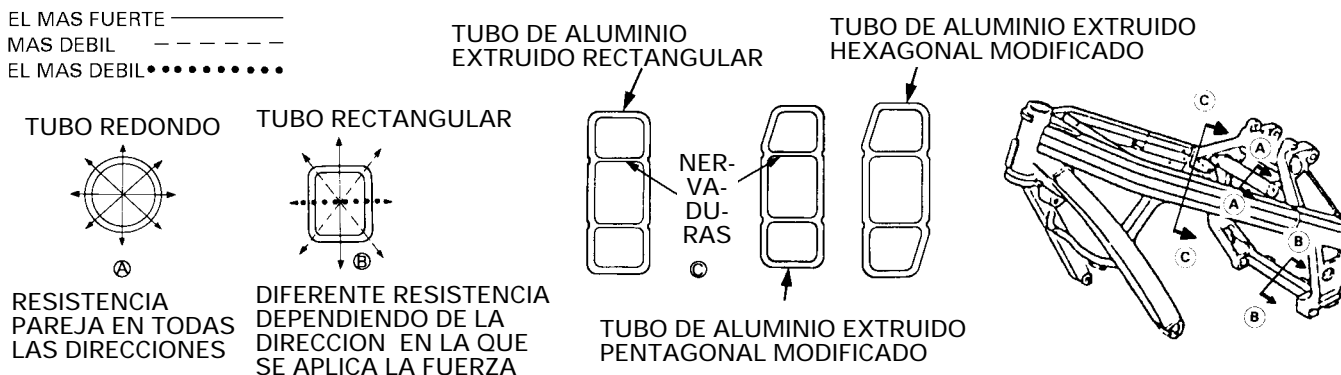 EL MAS FUERTE
MAS DEBIL
EL MAS DEBIL
TUBO REDONDO
A
RESISTENCIA
PAREJA EN TODAS
LAS DIRECCIONES
TUBO RECTANGULAR
B
DIFERENTE RESISTENCIA
DEPENDIENDO DE LA
DIRECCION EN LA QUE
SE APLICA LA FUERZA
TUBO DE ALUMINIO
EXTRUIDO RECTANGULAR
NER-
VA-
DU-
RAS
C
TUBO DE ALUMINIO EXTRUIDO
PENTAGONAL MODIFICADO
TUBO DE ALUMINIO EXTRUIDO
HEXAGONAL MODIFICADO
C
A
A
B
C
B